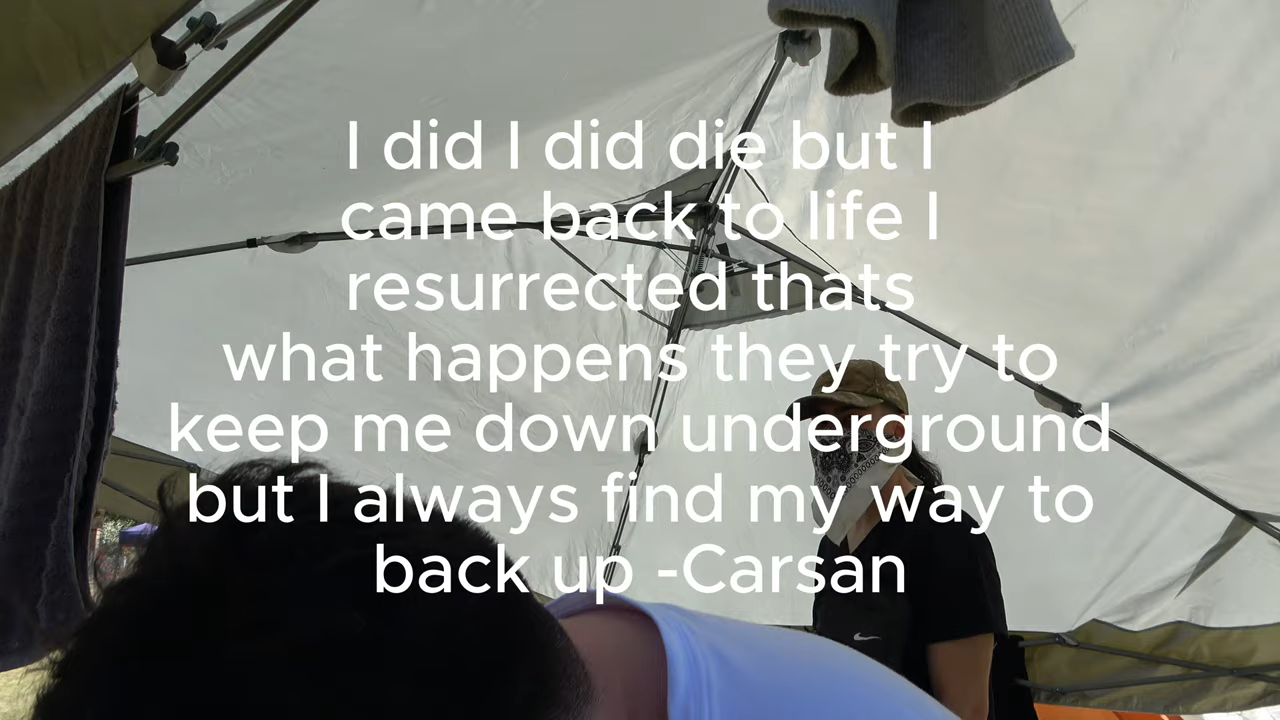 I did I did die but I
came back to life I
resurrected thats
what happens they try to
keep me down underground
but I always find my way to
back up -Carsan